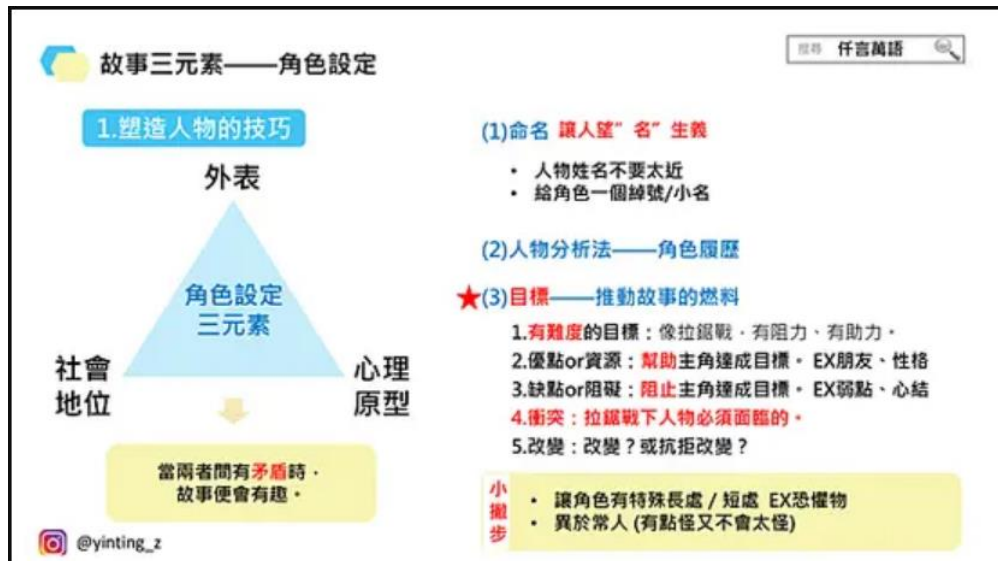 故事三元素——角色設定
搜尋 仟言萬語
1.塑造人物的技巧
外表
角色設定
三元素
社會
地位
心理
原型
當兩者間有矛盾時，
故事便會有趣。
@yinting_z
(1)命名 讓人望”名”生義
• 人物姓名不要太近
• 給角色一個綽號/小名
(2)人物分析法——角色履歷
★(3)目標——推動故事的燃料
1.有難度的目標：像拉鋸戰，有阻力、有助力。
2.優點or資源：幫助主角達成目標。EX朋友、性格
3.缺點or阻礙：阻止主角達成目標。EX弱點、心結
4.衝突：拉鋸戰下人物必須面臨的。
5.改變：改變？或抗拒改變？
小撇步
• 讓角色有特殊長處 / 短處 EX恐懼物
• 異於常人 (有點怪又不會太怪)